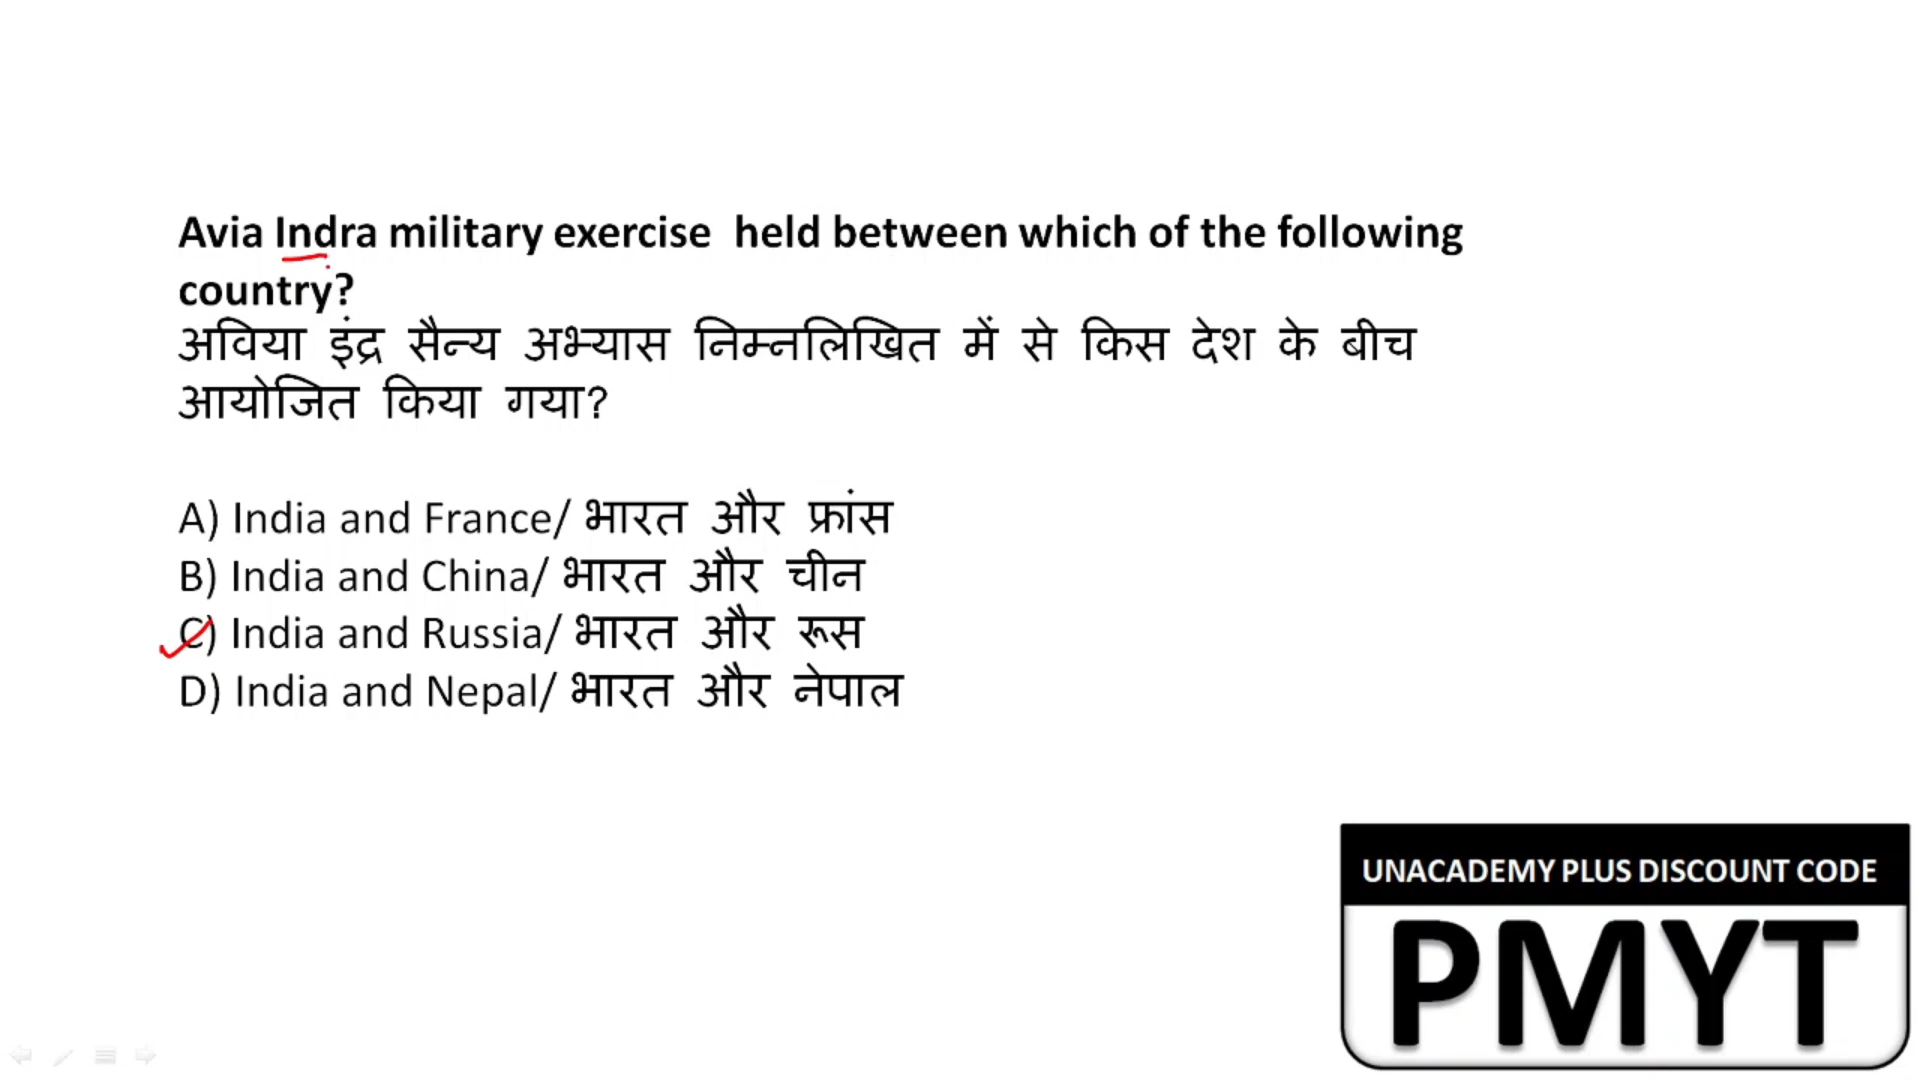 Avia Indra military exercise held between which of the following
country?
अविया इंद्र सैन्य अभ्यास निम्नलिखित में से किस देश के बीच
आयोजित किया गया?
A) India and France/ भारत और फ्रांस
B) India and China/ भारत और चीन
C) India and Russia/ भारत और रूस
D) India and Nepal/ भारत और नेपाल
UNACADEMY PLUS DISCOUNT CODE
PMYT